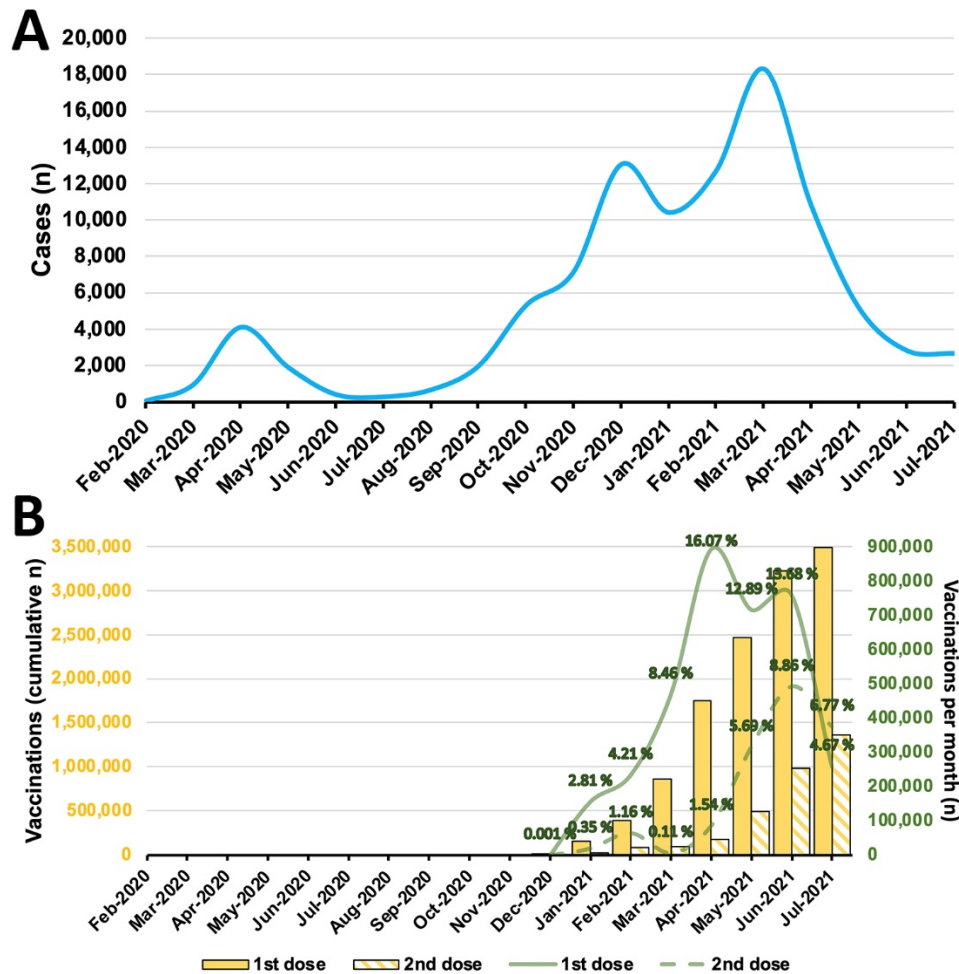 A
20,000
18,000
16,000
14,000
12,000
10,000
8,000
6,000
4,000
2,000
0
Cases (n)
Feb-2020
Mar-2020
Apr-2020
May-2020
Jun-2020
Jul-2020
Aug-2020
Sep-2020
Oct-2020
Nov-2020
Dec-2020
Jan-2021
Feb-2021
Mar-2021
Apr-2021
May-2021
Jun-2021
Jul-2021
B
Vaccinations (cumulative n)
3,500,000
3,000,000
2,500,000
2,000,000
1,500,000
1,000,000
500,000
0
0.001 %
2.81 %
0.35 %
4.21 %
1.16 %
8.46 %
0.11 %
16.07 %
1.54 %
12.89 %
5.69 %
13.68 %
8.86 %
6.77 %
4.67 %
900,000
800,000
700,000
600,000
500,000
400,000
300,000
200,000
100,000
0
Vaccinations per month (n)
Feb-2020
Mar-2020
Apr-2020
May-2020
Jun-2020
Jul-2020
Aug-2020
Sep-2020
Oct-2020
Nov-2020
Dec-2020
Jan-2021
Feb-2021
Mar-2021
Apr-2021
May-2021
Jun-2021
Jul-2021
1st dose
2nd dose
1st dose
2nd dose